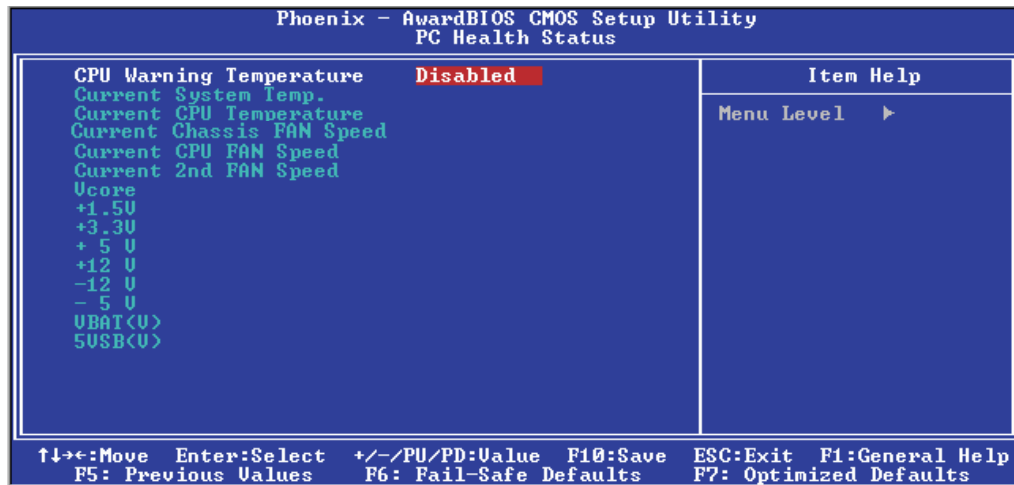 Phoenix - AwardBIOS CMOS Setup Utility
PC Health Status
CPU Warning Temperature Disabled
Current System Temp.
Current CPU Temperature
Current Chassis FAN Speed
Current CPU FAN Speed
Current 2nd FAN Speed
Vcore
+1.5V
+3.3V
+ 5 V
+12 V
-12 V
- 5 V
VBAT(V)
5VSB(V)
Item Help
Menu Level ►
↑↓→←:Move Enter:Select +/-/PU/PD:Value F10:Save ESC:Exit F1:General Help
F5: Previous Values F6: Fail-Safe Defaults F7: Optimized Defaults